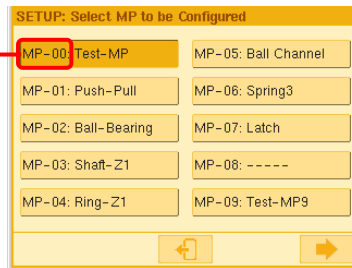 SETUP: Select MP to be Configured
MP-00: Test-MP
MP-01: Push-Pull
MP-02: Ball-Bearing
MP-03: Shaft-Z1
MP-04: Ring-Z1
MP-05: Ball Channel
MP-06: Spring3
MP-07: Latch
MP-08: -----
MP-09: Test-MP9